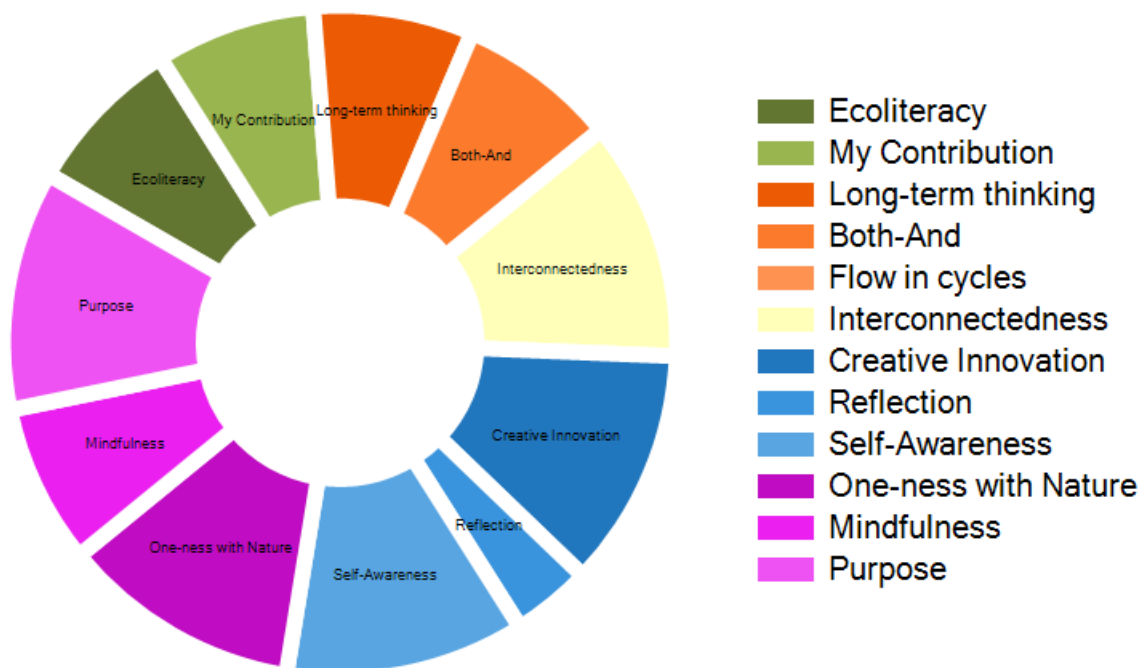 Long-term thinking
My Contribution
Both-And
Ecoliteracy
Interconnectedness
Purpose
Creative Innovation
Mindfulness
Reflection
One-ness with Nature
Self-Awareness
Ecoliteracy
My Contribution
Long-term thinking
Both-And
Flow in cycles
Interconnectedness
Creative Innovation
Reflection
Self-Awareness
One-ness with Nature
Mindfulness
Purpose